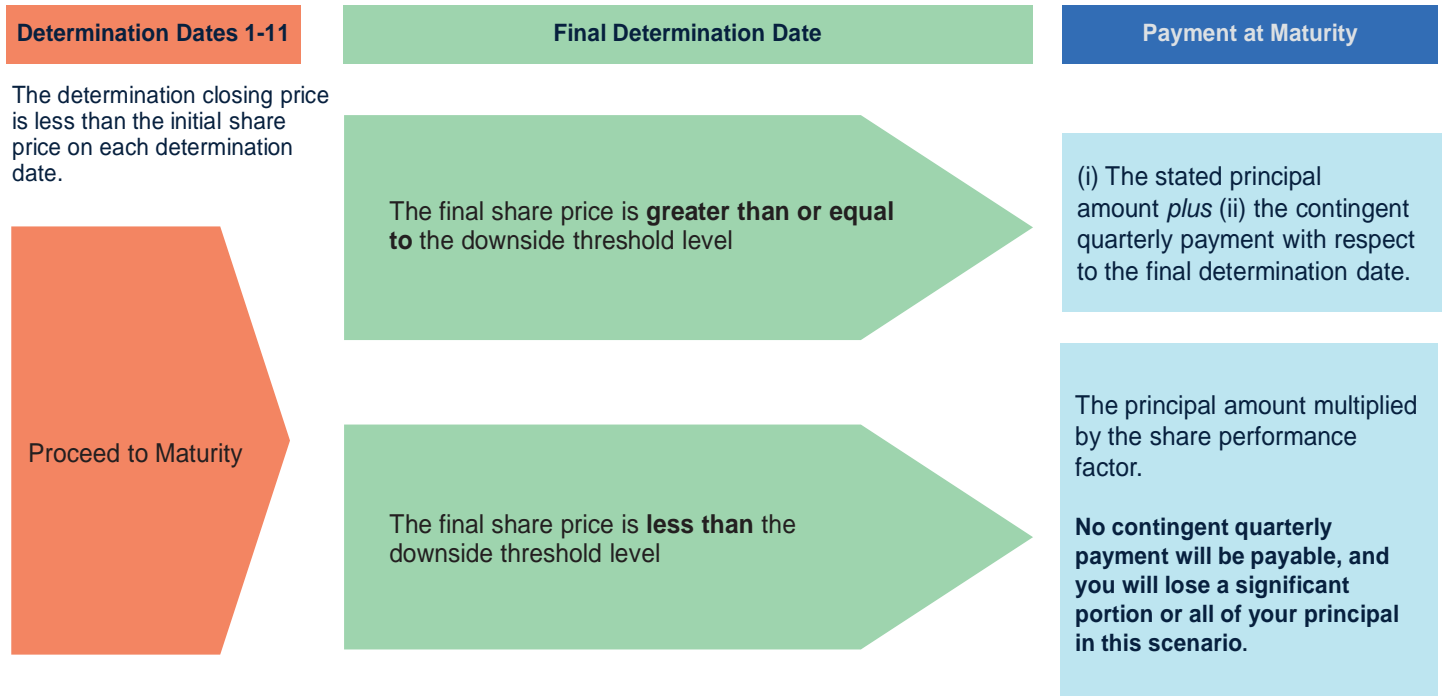 Determination Dates 1-11
Final Determination Date
Payment at Maturity
The determination closing price
is less than the initial share
price on each determination
date.
Proceed to Maturity
The final share price is greater than or equal
to the downside threshold level
(i) The stated principal
amount plus (ii) the contingent
quarterly payment with respect
to the final determination date.
The final share price is less than the
downside threshold level
The principal amount multiplied
by the share performance
factor.
No contingent quarterly
payment will be payable, and
you will lose a significant
portion or all of your principal
in this scenario.